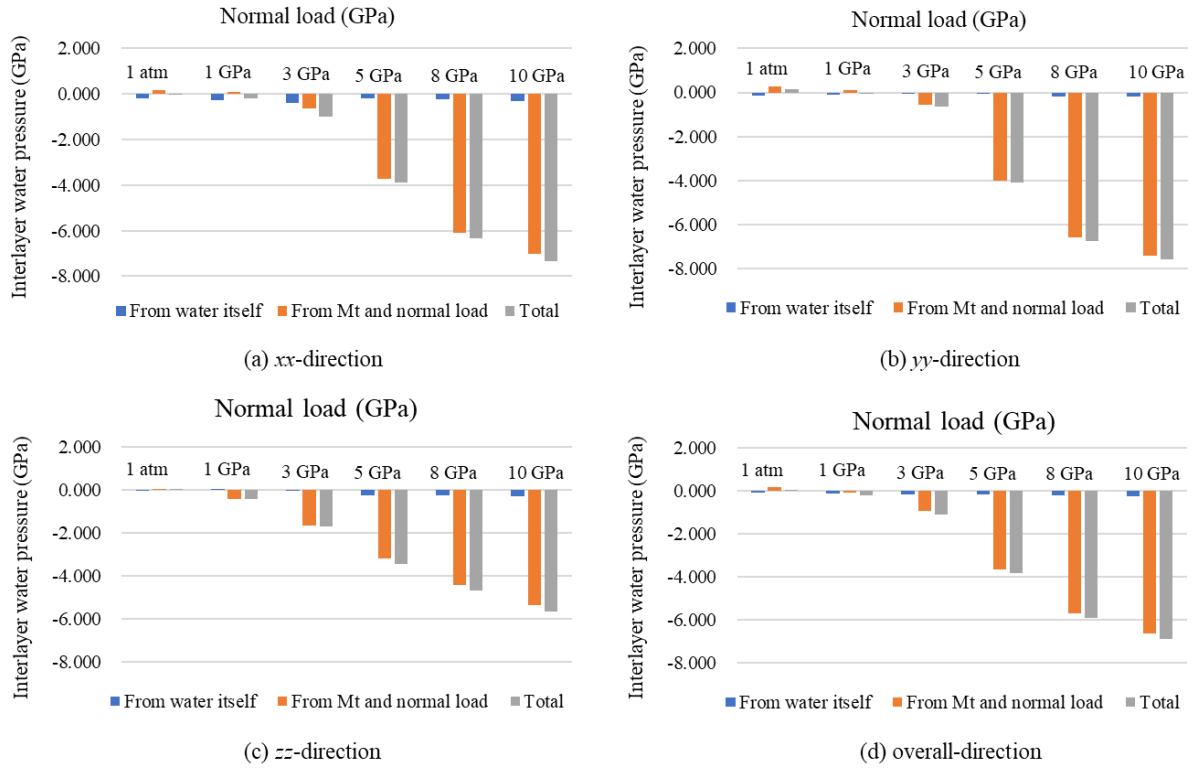 Normal load (GPa)
Interlayer water pressure (GPa)
2.000
0.000
-2.000
-4.000
-6.000
-8.000
1 atm 1 GPa 3 GPa 5 GPa 8 GPa 10 GPa
From water itself From Mt and normal load Total
(a) xx-direction
Normal load (GPa)
Interlayer water pressure (GPa)
2.000
0.000
-2.000
-4.000
-6.000
-8.000
1 atm 1 GPa 3 GPa 5 GPa 8 GPa 10 GPa
From water itself From Mt and normal load Total
(b) yy-direction
Normal load (GPa)
Interlayer water pressure (GPa)
2.000
0.000
-2.000
-4.000
-6.000
-8.000
1 atm 1 GPa 3 GPa 5 GPa 8 GPa 10 GPa
From water itself From Mt and normal load Total
(c) zz-direction
Normal load (GPa)
Interlayer water pressure (GPa)
2.000
0.000
-2.000
-4.000
-6.000
-8.000
1 atm 1 GPa 3 GPa 5 GPa 8 GPa 10 GPa
From water itself From Mt and normal load Total
(d) overall-direction